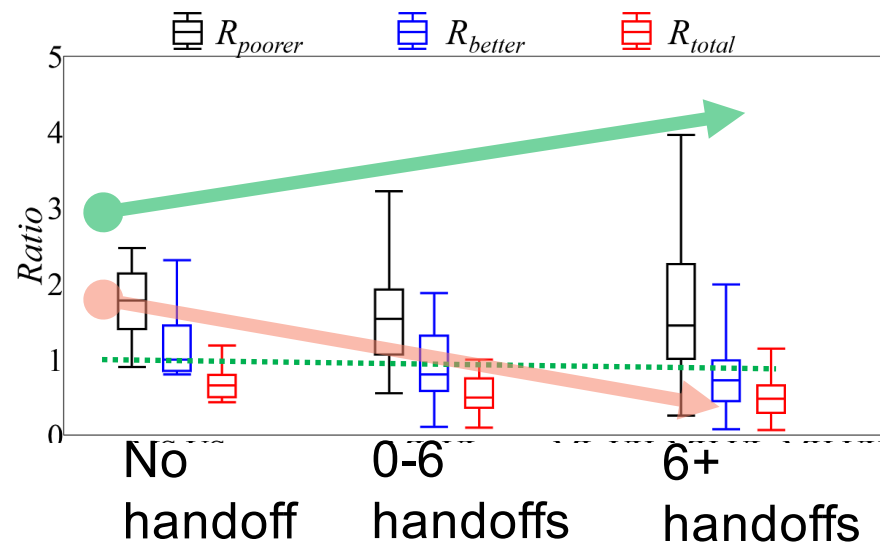 R_poorer R_better R_total
5
4
3
2
1
0
Ratio
No handoff
0-6 handoffs
6+ handoffs